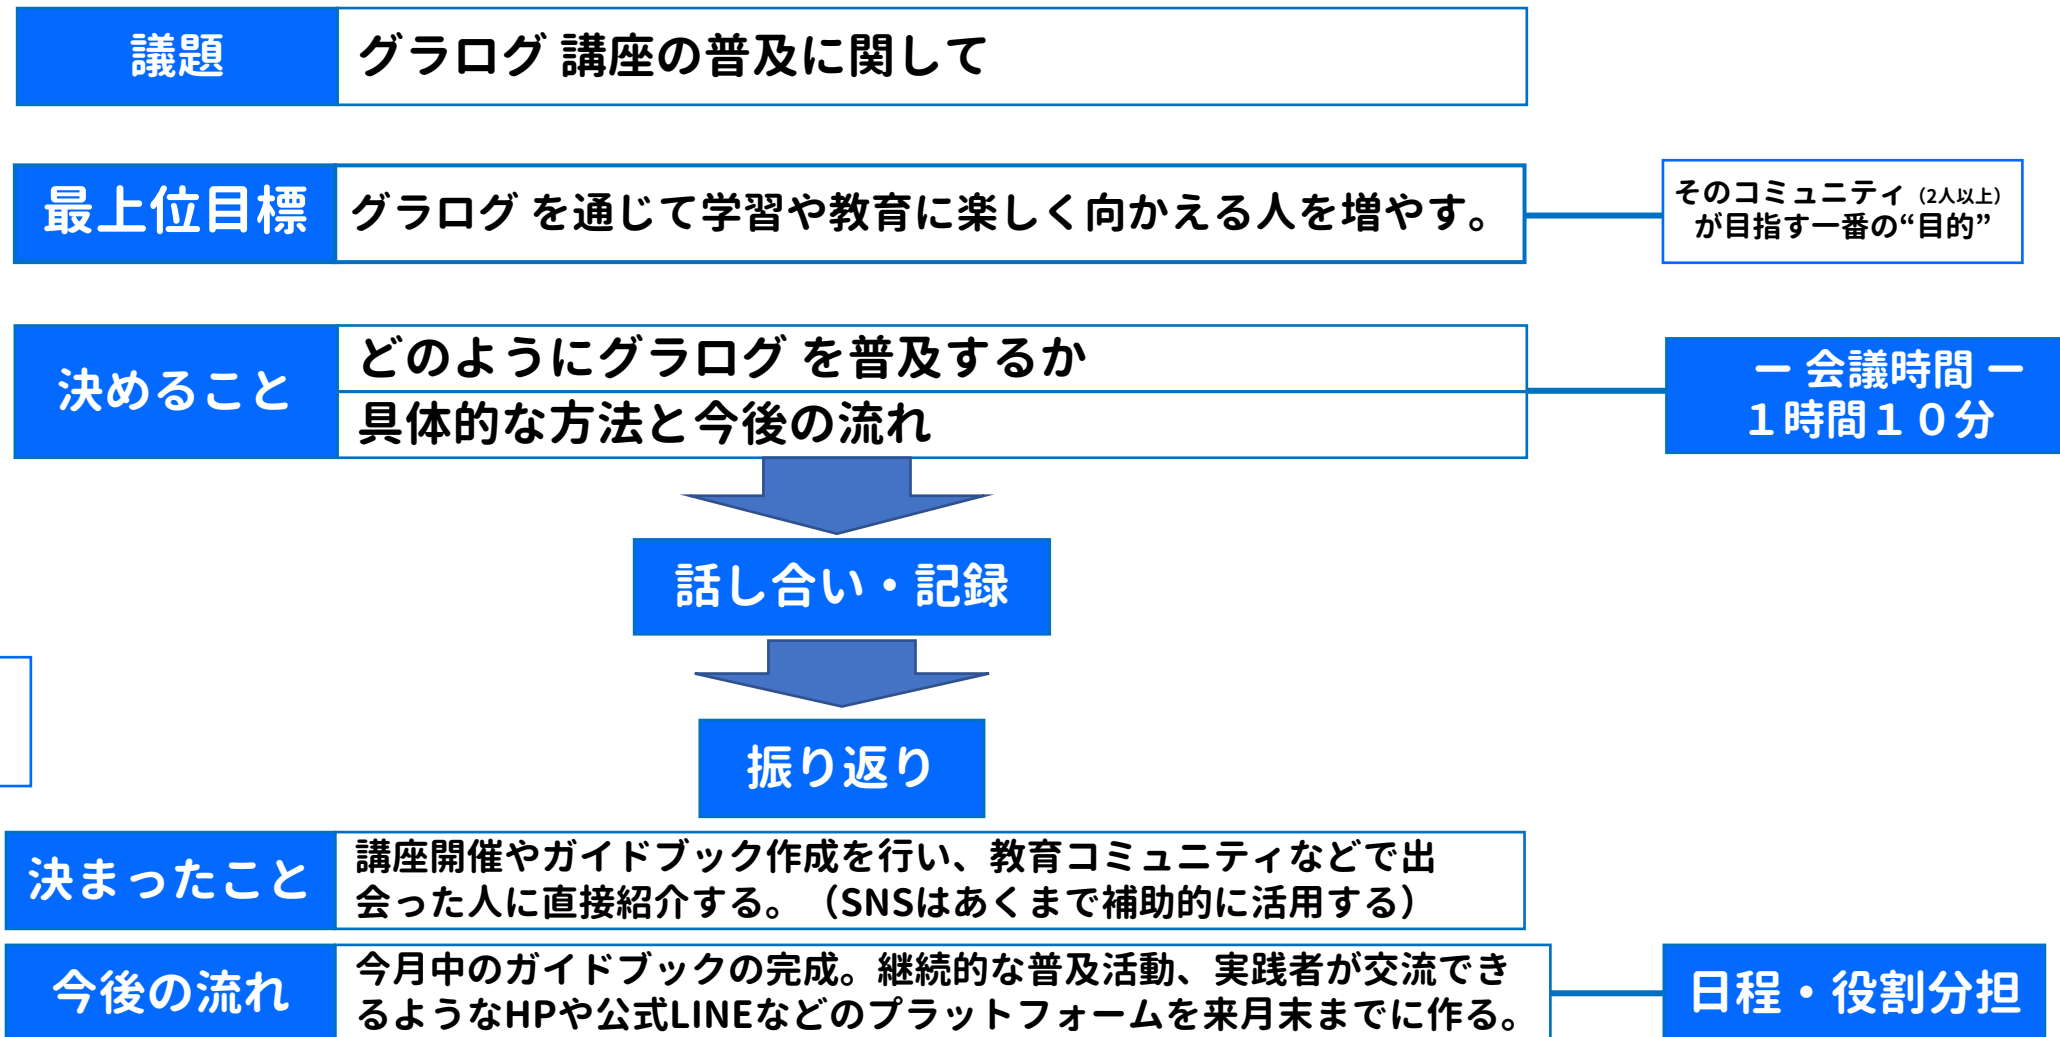 議題
グラログ 講座の普及に関して
最上位目標
グラログ を通じて学習や教育に楽しく向かえる人を増やす。
そのコミュニティ（2人以上）
が目指す一番の“目的”
決めること
どのようにグラログ を普及するか
具体的な方法と今後の流れ
ー 会議時間 ー
１時間１０分
話し合い・記録
振り返り
決まったこと
講座開催やガイドブック作成を行い、教育コミュニティなどで出
会った人に直接紹介する。（SNSはあくまで補助的に活用する）
今後の流れ
今月中のガイドブックの完成。継続的な普及活動、実践者が交流でき
るようなHPや公式LINEなどのプラットフォームを来月末までに作る。
日程・役割分担